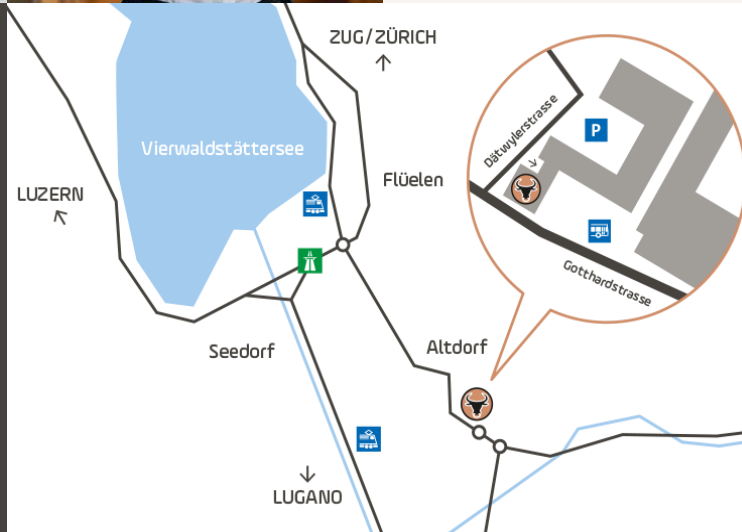 ZUG/ZÜRICH
Dätwylerstrasse
P
Vierwaldstättersee
Flüelen
LUZERN
Gotthardstrasse
Seedorf
Altdorf
LUGANO